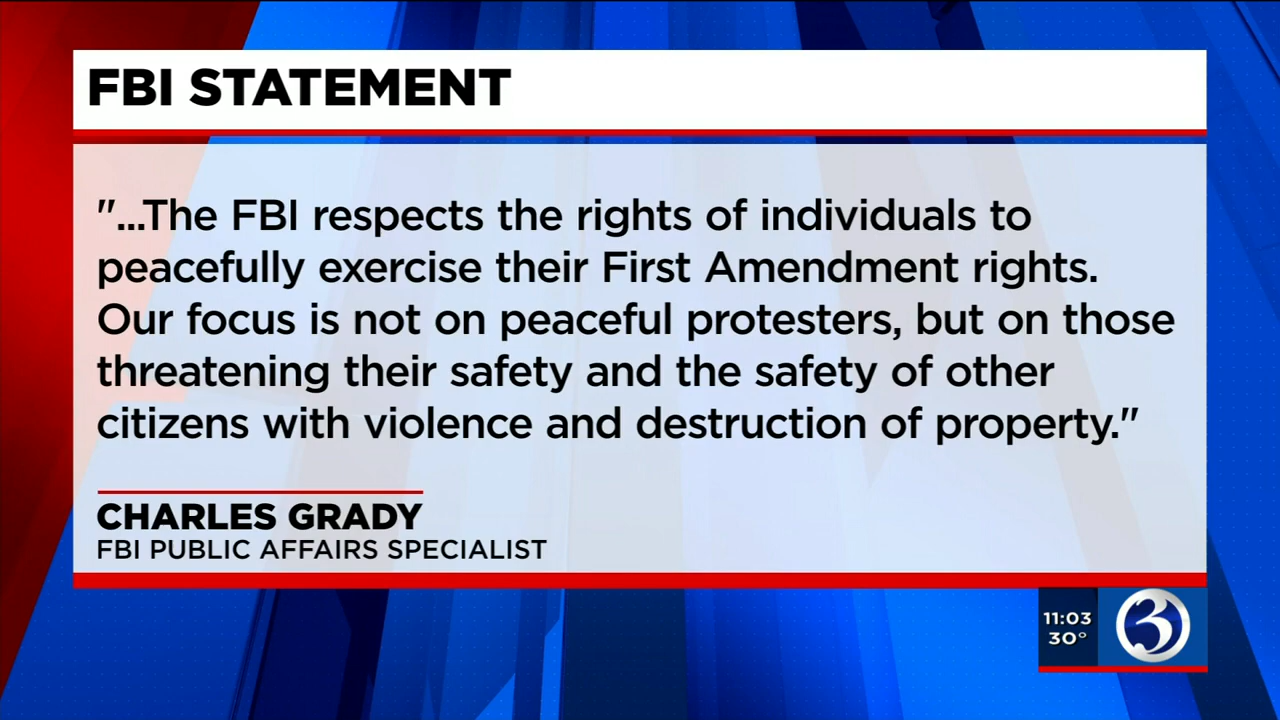 FBI STATEMENT
"...The FBI respects the rights of individuals to
peacefully exercise their First Amendment rights.
Our focus is not on peaceful protesters, but on those
threatening their safety and the safety of other
citizens with violence and destruction of property."
CHARLES GRADY
FBI PUBLIC AFFAIRS SPECIALIST
11:03
30°
3